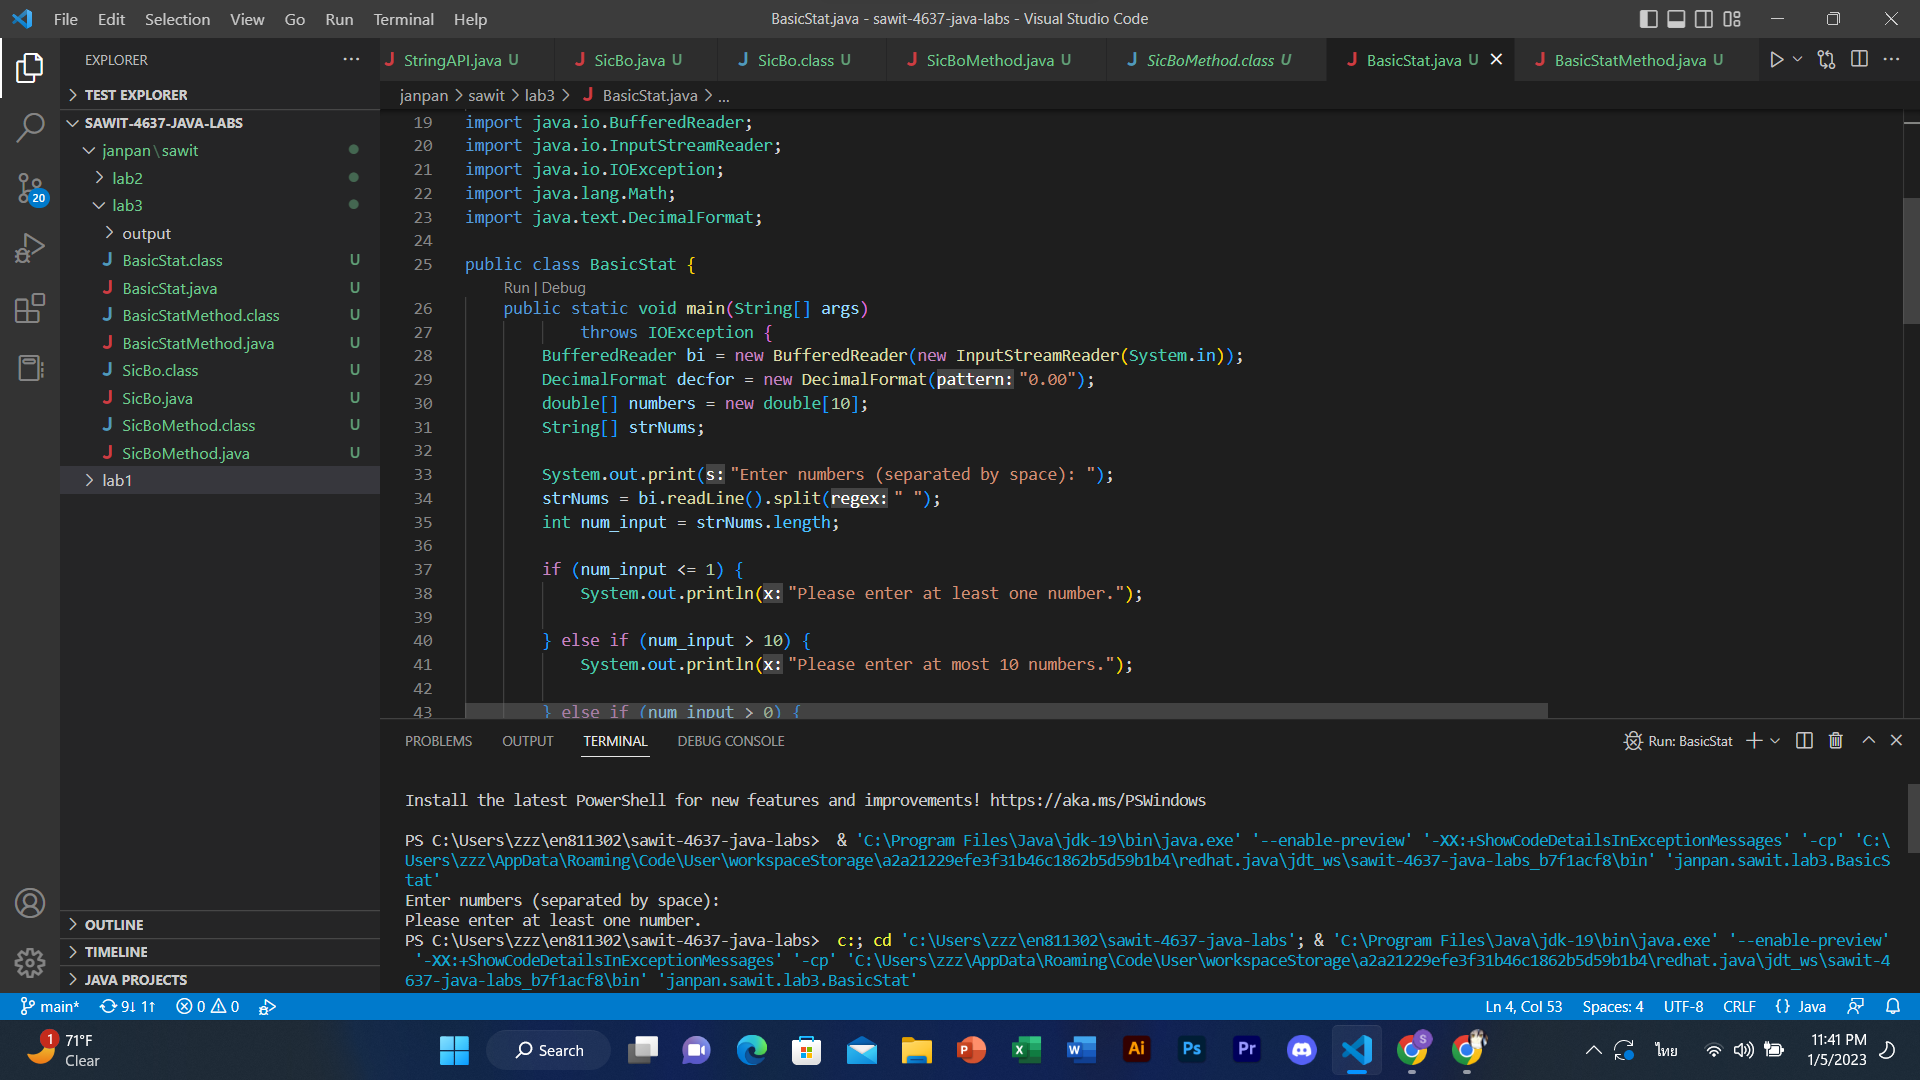 File Edit Selection View Go Run Terminal Help
BasicStat.java - sawit-4637-java-labs - Visual Studio Code
EXPLORER
StringAPI.java U
SicBo.java U
SicBo.class U
SicBoMethod.java U
SicBoMethod.class U
BasicStat.java U
BasicStatMethod.java U
TEST EXPLORER
SAWIT-4637-JAVA-LABS
janpan\sawit
lab2
lab3
output
BasicStat.class U
BasicStat.java U
BasicStatMethod.class U
BasicStatMethod.java U
SicBo.class U
SicBo.java U
SicBoMethod.class U
SicBoMethod.java U
lab1
20
OUTLINE
TIMELINE
JAVA PROJECTS
janpan > sawit > lab3 > BasicStat.java > ...
19 import java.io.BufferedReader;
20 import java.io.InputStreamReader;
21 import java.io.IOException;
22 import java.lang.Math;
23 import java.text.DecimalFormat;
24
25 public class BasicStat {
Run | Debug
26 public static void main(String[] args)
27 throws IOException {
28 BufferedReader bi = new BufferedReader(new InputStreamReader(System.in));
29 DecimalFormat decfor = new DecimalFormat(pattern: "0.00");
30 double[] numbers = new double[10];
31 String[] strNums;
32
33 System.out.print(s: "Enter numbers (separated by space): ");
34 strNums = bi.readLine().split(regex: " ");
35 int num_input = strNums.length;
36
37 if (num_input <= 1) {
38 System.out.println(x: "Please enter at least one number.");
39
40 } else if (num_input > 10) {
41 System.out.println(x: "Please enter at most 10 numbers.");
42
43 } else if (num_input > 0) {
PROBLEMS OUTPUT TERMINAL DEBUG CONSOLE
Run: BasicStat
Install the latest PowerShell for new features and improvements! https://aka.ms/PSWindows
PS C:\Users\zzz\en811302\sawit-4637-java-labs>  & 'C:\Program Files\Java\jdk-19\bin\java.exe' '--enable-preview' '-XX:+ShowCodeDetailsInExceptionMessages' '-cp' 'C:\
Users\zzz\AppData\Roaming\Code\User\workspaceStorage\a2a21229efe3f31b46c1862b5d59b1b4\redhat.java\jdt_ws\sawit-4637-java-labs_b7f1acf8\bin' 'janpan.sawit.lab3.BasicS
tat'
Enter numbers (separated by space):
Please enter at least one number.
PS C:\Users\zzz\en811302\sawit-4637-java-labs>  c:; cd 'c:\Users\zzz\en811302\sawit-4637-java-labs'; & 'C:\Program Files\Java\jdk-19\bin\java.exe' '--enable-preview'
'-XX:+ShowCodeDetailsInExceptionMessages' '-cp' 'C:\Users\zzz\AppData\Roaming\Code\User\workspaceStorage\a2a21229efe3f31b46c1862b5d59b1b4\redhat.java\jdt_ws\sawit-4
637-java-labs_b7f1acf8\bin' 'janpan.sawit.lab3.BasicStat'
main* 9↓ 1↑ 0 0
Ln 4, Col 53 Spaces: 4 UTF-8 CRLF {} Java
1 71°F
Clear
Search
Ai Ps Pr
S
ไทย
11:41 PM
1/5/2023